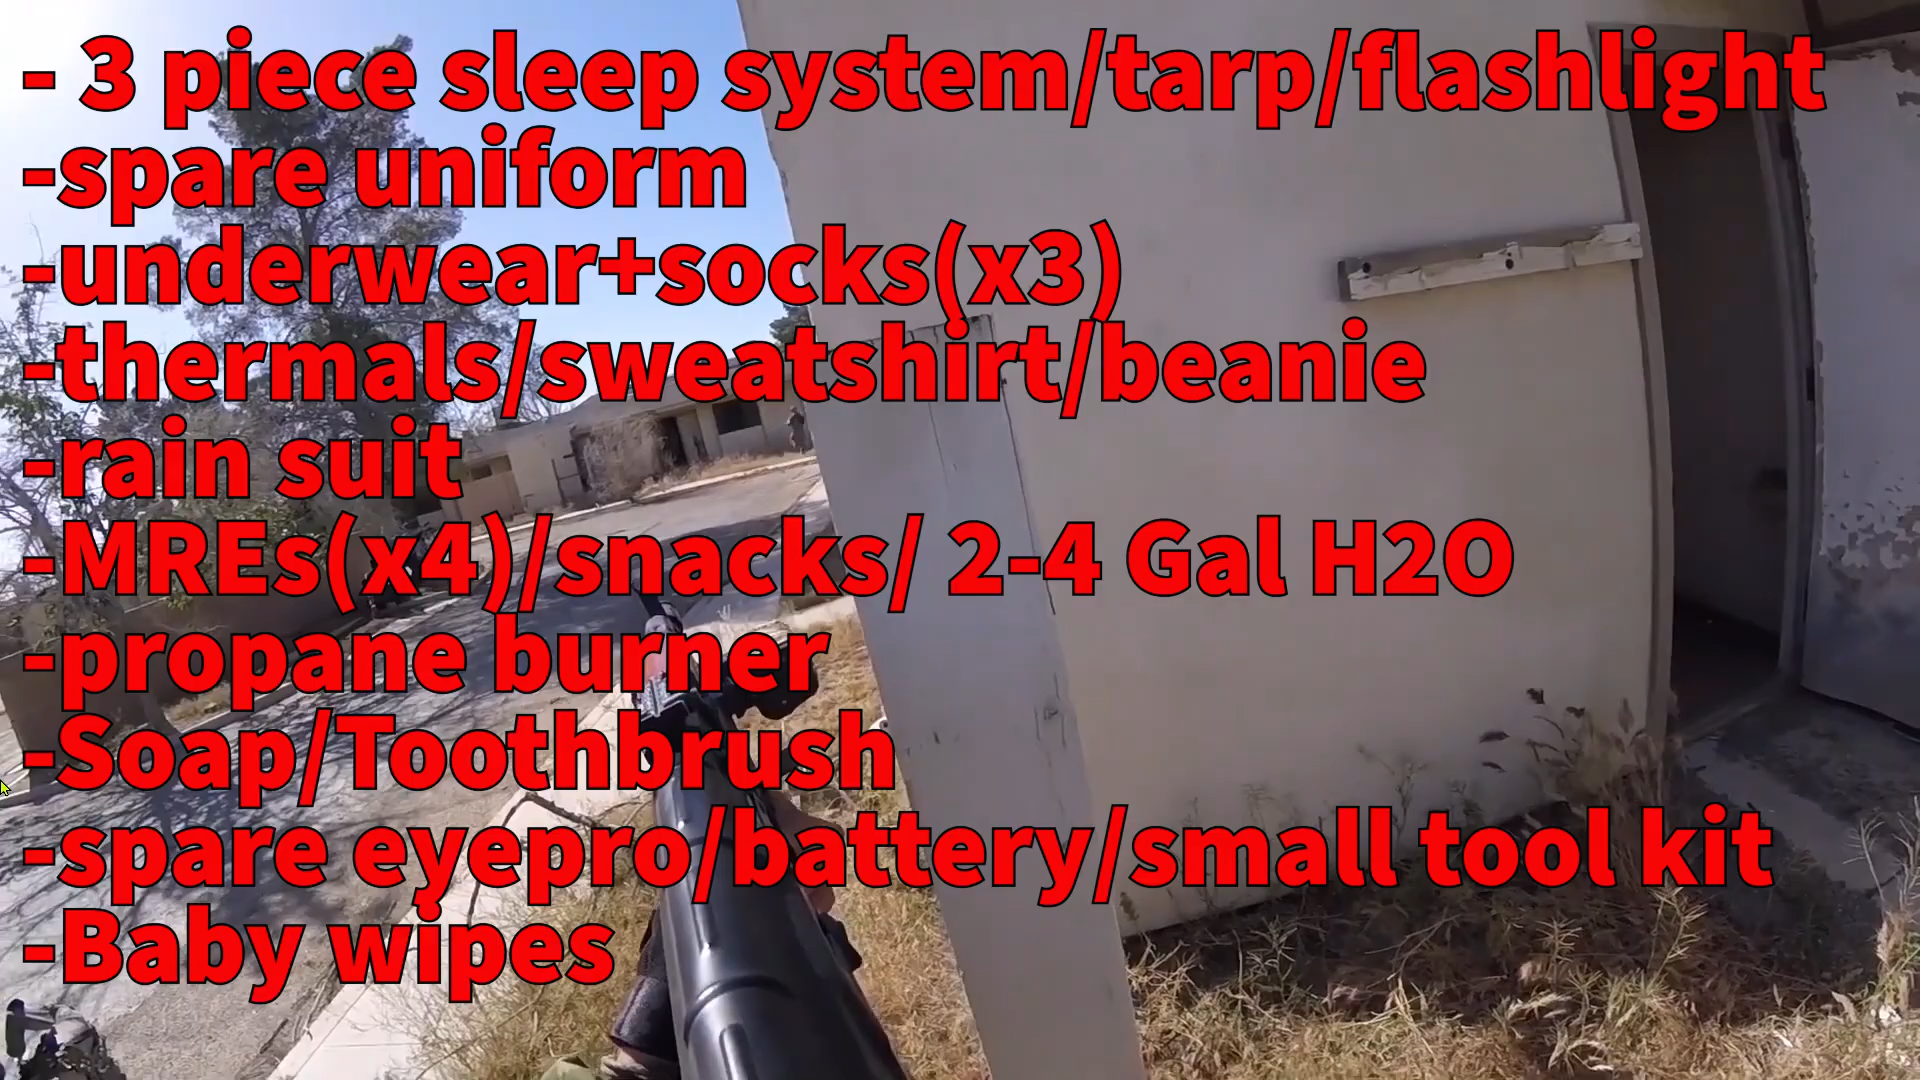 - 3 piece sleep system/tarp/flashlight
-spare uniform
-underwear+socks(x3)
-thermals/sweatshirt/beanie
-rain suit
-MREs(x4)/snacks/ 2-4 Gal H2O
-propane burner
-Soap/Toothbrush
-spare eyepro/battery/small tool kit
-Baby wipes